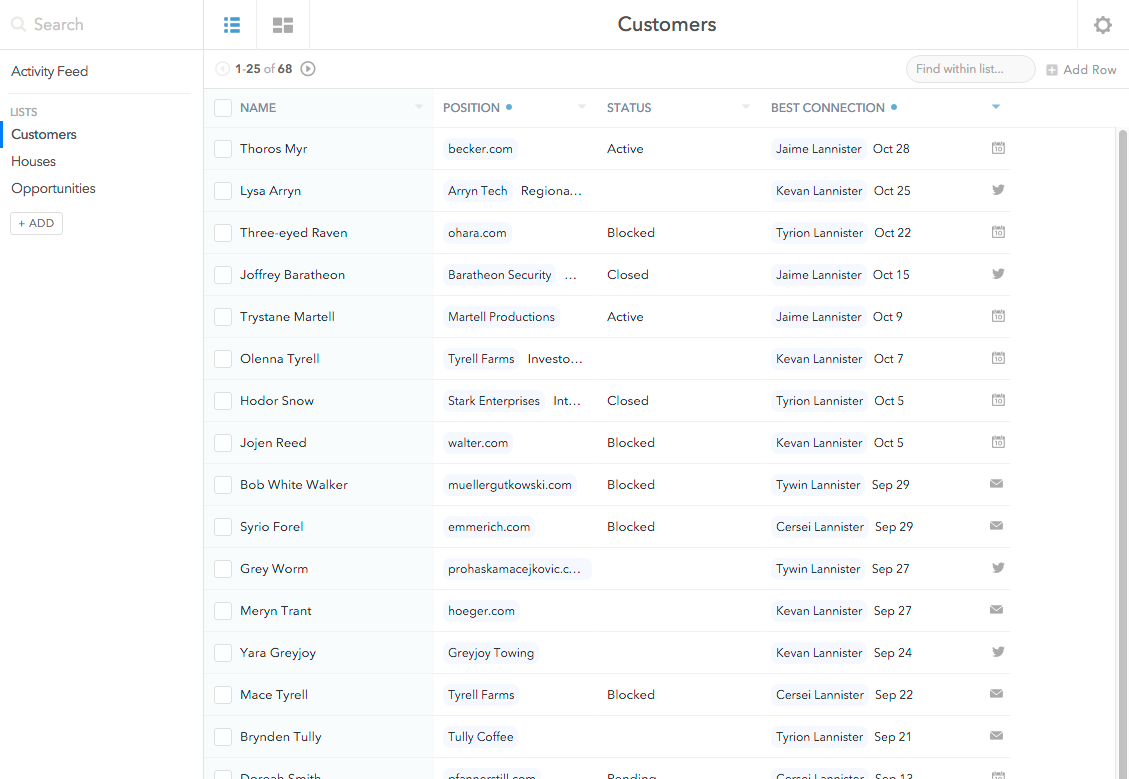 Search
Customers
Activity Feed
1-25 of 68
Find within list...
Add Row
LISTS
Customers
Houses
Opportunities
+ ADD
NAME POSITION STATUS BEST CONNECTION
Thoros Myr becker.com Active Jaime Lannister Oct 28
Lysa Arryn Arryn Tech Regiona... Kevan Lannister Oct 25
Three-eyed Raven ohara.com Blocked Tyrion Lannister Oct 22
Joffrey Baratheon Baratheon Security ... Closed Jaime Lannister Oct 15
Trystane Martell Martell Productions Active Jaime Lannister Oct 9
Olenna Tyrell Tyrell Farms Investo... Kevan Lannister Oct 7
Hodor Snow Stark Enterprises Int... Closed Tyrion Lannister Oct 5
Jojen Reed walter.com Blocked Kevan Lannister Oct 5
Bob White Walker muellergutkowski.com Blocked Tywin Lannister Sep 29
Syrio Forel emmerich.com Blocked Cersei Lannister Sep 29
Grey Worm prohaskamacejkovic.c... Tywin Lannister Sep 27
Meryn Trant hoeger.com Kevan Lannister Sep 27
Yara Greyjoy Greyjoy Towing Kevan Lannister Sep 24
Mace Tyrell Tyrell Farms Blocked Cersei Lannister Sep 22
Brynden Tully Tully Coffee Tyrion Lannister Sep 21
Doreah Smith pfannerstill.com Pending Cersei Lannister Sep 13